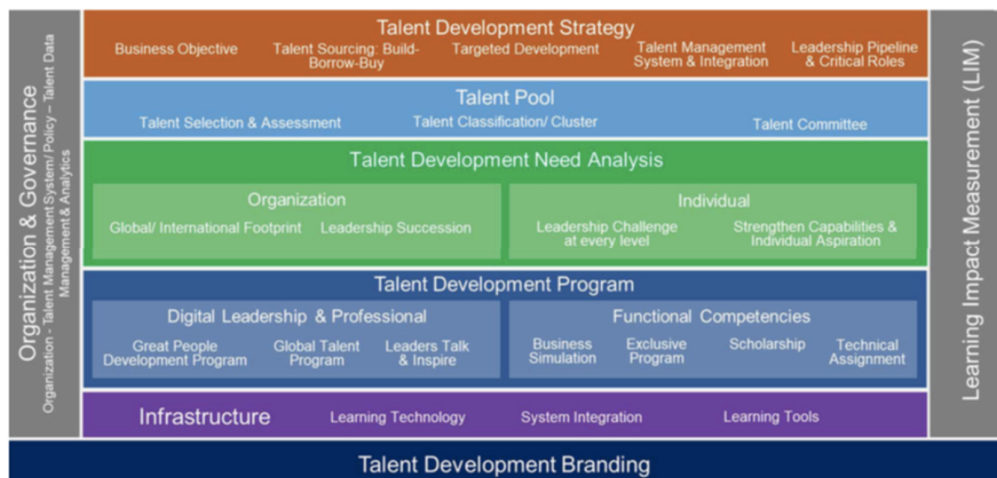 Organization & Governance
Organization - Talent Management System/ Policy – Talent Data
Management & Analytics
Talent Development Strategy
Business Objective
Talent Sourcing: Build-
Borrow-Buy
Targeted Development
Talent Management
System & Integration
Leadership Pipeline
& Critical Roles
Talent Pool
Talent Selection & Assessment
Talent Classification/ Cluster
Talent Committee
Talent Development Need Analysis
Organization
Global/ International Footprint
Leadership Succession
Individual
Leadership Challenge
at every level
Strengthen Capabilities &
Individual Aspiration
Talent Development Program
Digital Leadership & Professional
Great People
Development Program
Global Talent
Program
Leaders Talk
& Inspire
Functional Competencies
Business
Simulation
Exclusive
Program
Scholarship
Technical
Assignment
Infrastructure
Learning Technology
System Integration
Learning Tools
Learning Impact Measurement (LIM)
Talent Development Branding